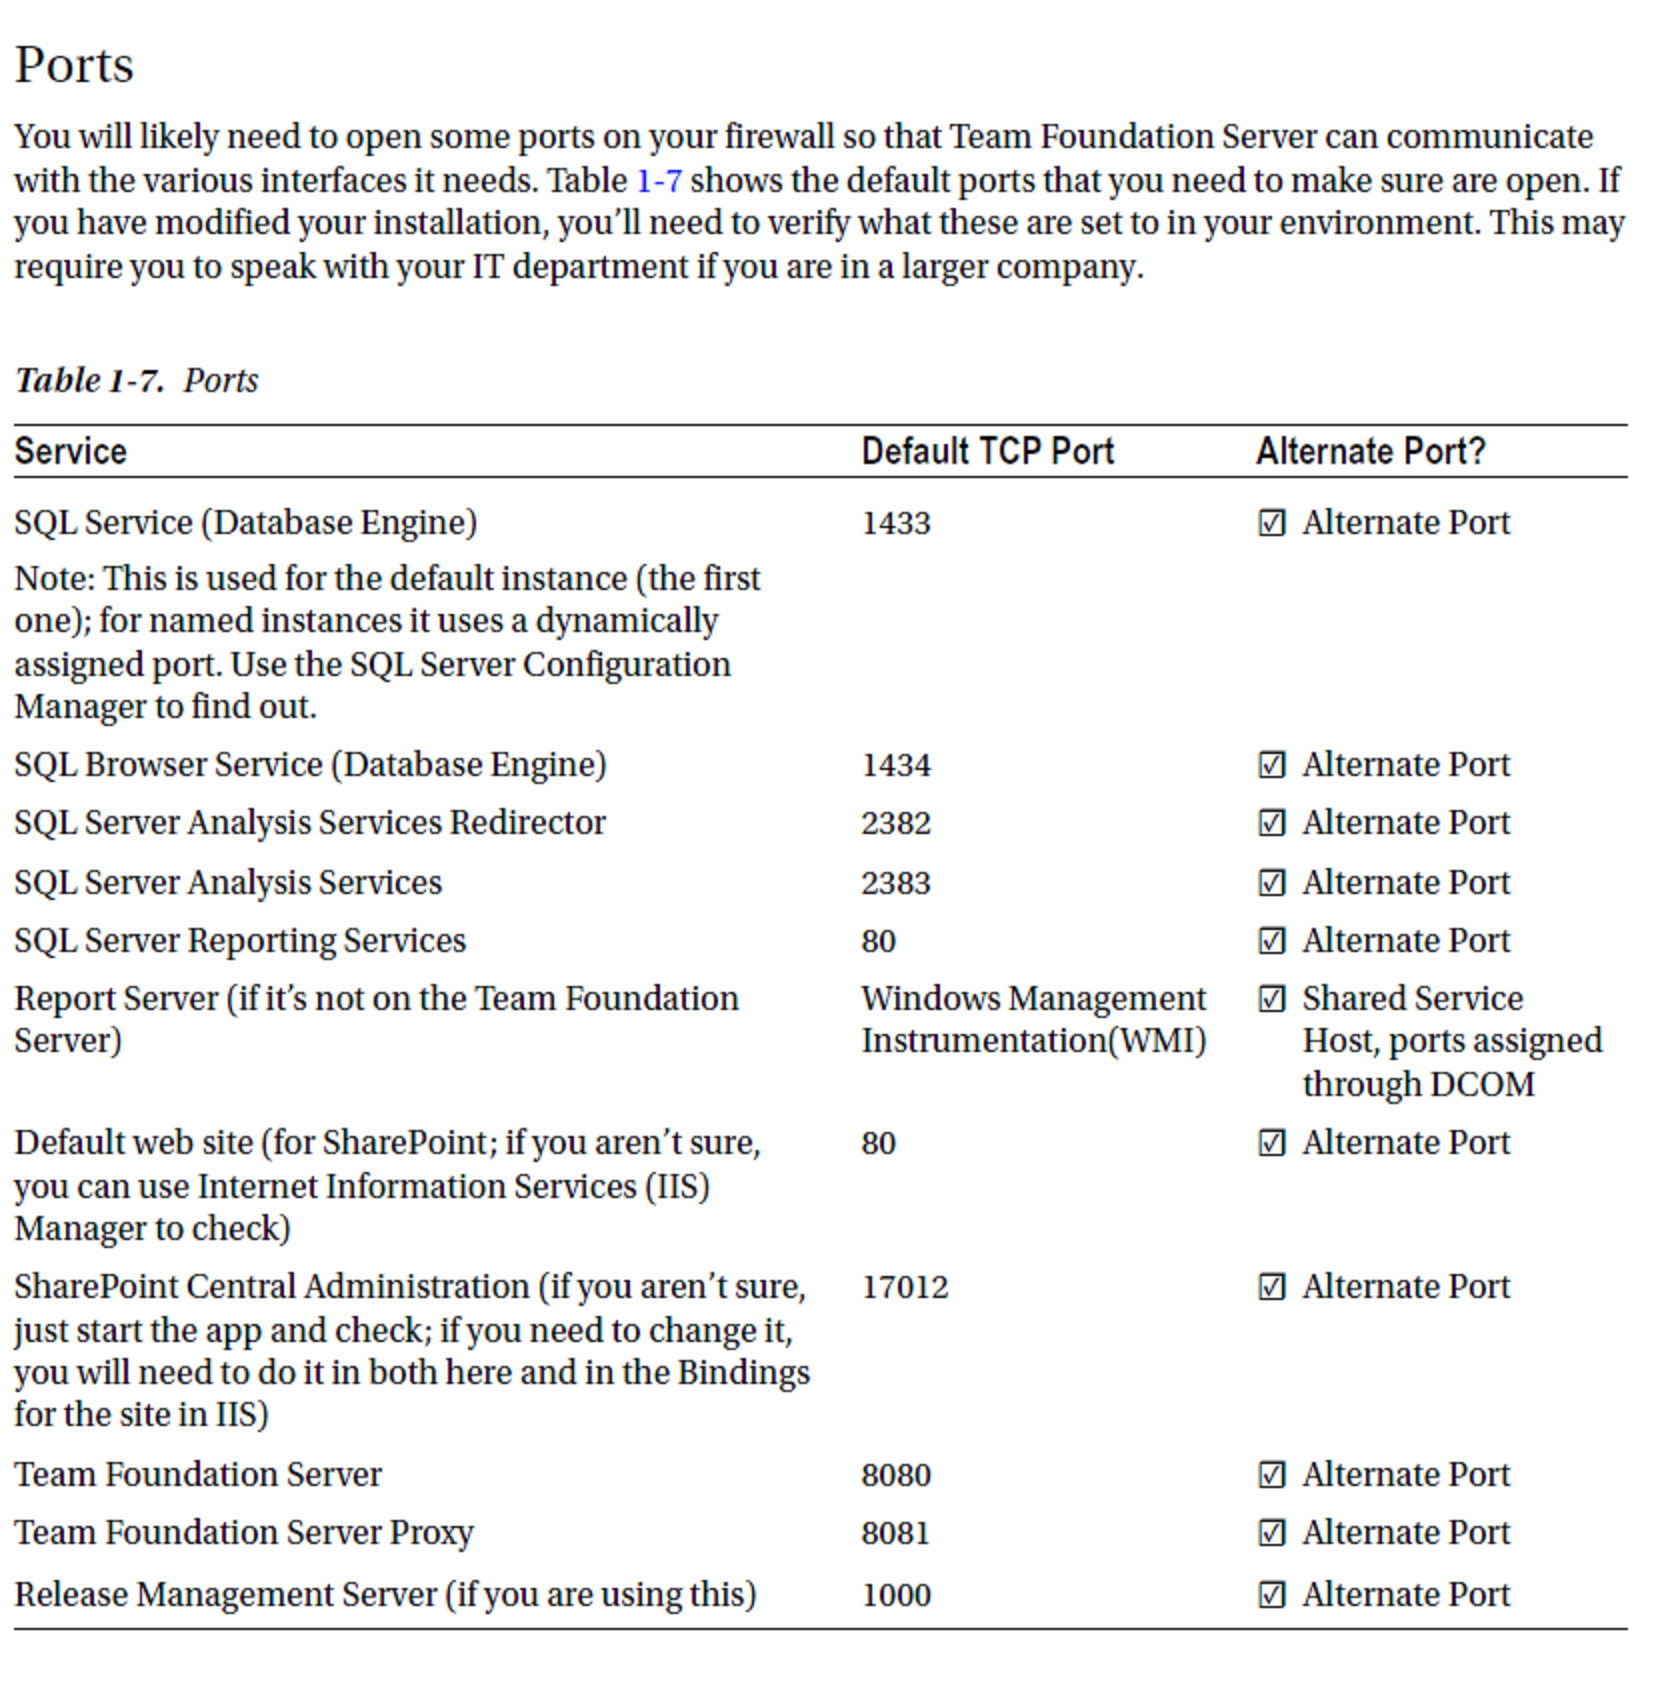 Ports
You will likely need to open some ports on your firewall so that Team Foundation Server can communicate
with the various interfaces it needs. Table 1-7 shows the default ports that you need to make sure are open. If
you have modified your installation, you’ll need to verify what these are set to in your environment. This may
require you to speak with your IT department if you are in a larger company.
Table 1-7. Ports
Service Default TCP Port Alternate Port?
SQL Service (Database Engine) 1433 ☑ Alternate Port
Note: This is used for the default instance (the first
one); for named instances it uses a dynamically
assigned port. Use the SQL Server Configuration
Manager to find out.
SQL Browser Service (Database Engine) 1434 ☑ Alternate Port
SQL Server Analysis Services Redirector 2382 ☑ Alternate Port
SQL Server Analysis Services 2383 ☑ Alternate Port
SQL Server Reporting Services 80 ☑ Alternate Port
Report Server (if it’s not on the Team Foundation Windows Management ☑ Shared Service
Server) Instrumentation(WMI) Host, ports assigned
through DCOM
Default web site (for SharePoint; if you aren’t sure, 80 ☑ Alternate Port
you can use Internet Information Services (IIS)
Manager to check)
SharePoint Central Administration (if you aren’t sure, 17012 ☑ Alternate Port
just start the app and check; if you need to change it,
you will need to do it in both here and in the Bindings
for the site in IIS)
Team Foundation Server 8080 ☑ Alternate Port
Team Foundation Server Proxy 8081 ☑ Alternate Port
Release Management Server (if you are using this) 1000 ☑ Alternate Port